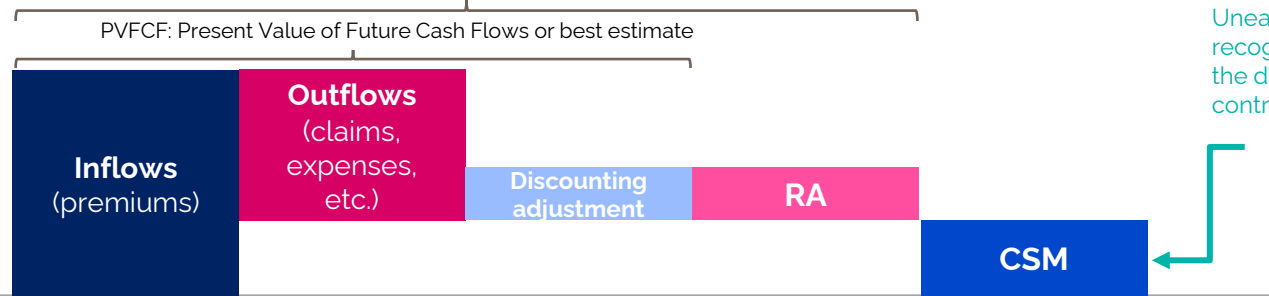 PVFCF: Present Value of Future Cash Flows or best estimate
the d
Inflows
(premiums)
Outflows
(claims,
expenses,
etc.)
Discounting
adjustment
RA
CSM